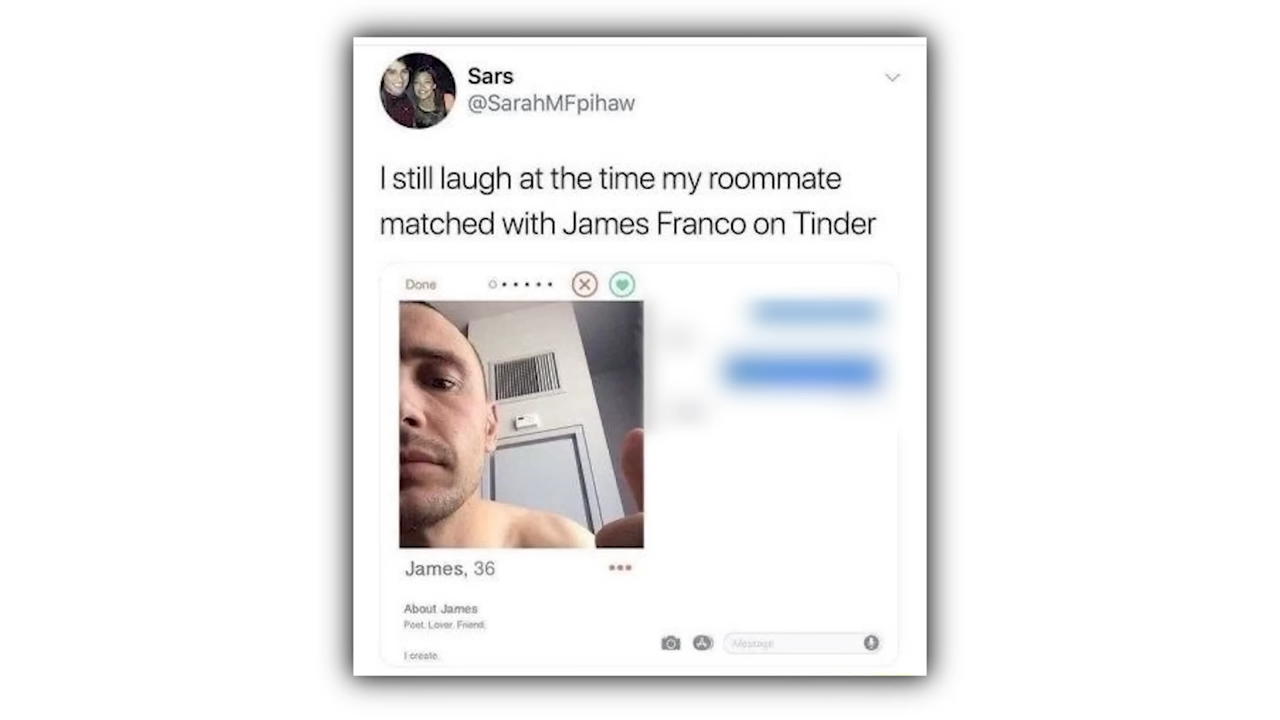 Sars
@SarahMFpihaw
I still laugh at the time my roommate
matched with James Franco on Tinder
Done
James, 36
About James
Poet. Lover. Friend.
I create.
Message